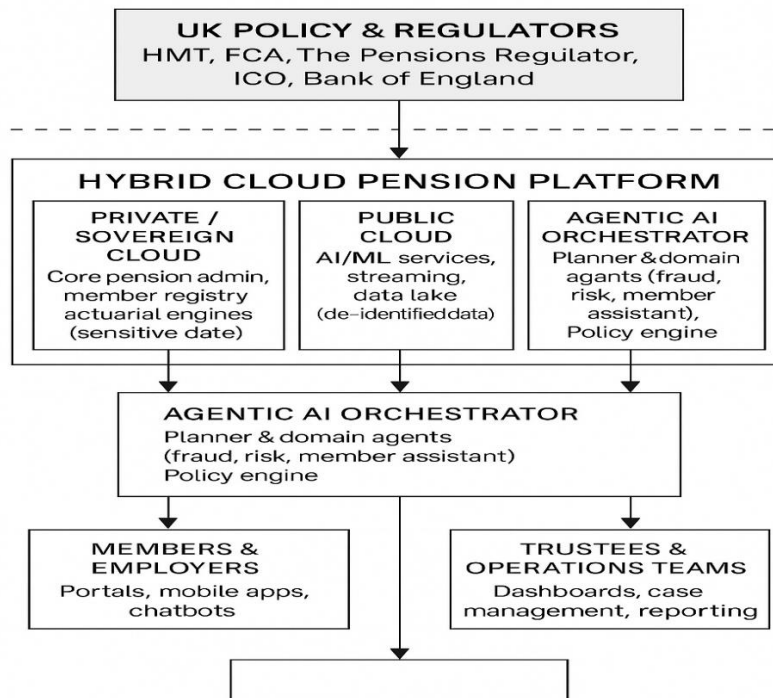 UK POLICY & REGULATORS
HMT, FCA, The Pensions Regulator,
ICO, Bank of England
HYBRID CLOUD PENSION PLATFORM
PRIVATE /
SOVEREIGN
CLOUD
Core pension admin,
member registry
actuarial engines
(sensitive date)
PUBLIC
CLOUD
AI/ML services,
streaming,
data lake
(de-identified data)
AGENTIC AI
ORCHESTRATOR
Planner & domain
agants (fraud,
risk, member
assistant),
Policy engine
AGENTIC AI ORCHESTRATOR
Planner & domain agents
(fraud, risk, member assistant)
Policy engine
MEMBERS &
EMPLOYERS
Portals, mobile apps,
chatbots
TRUSTEES &
OPERATIONS TEAMS
Dashboards, case
management, reporting